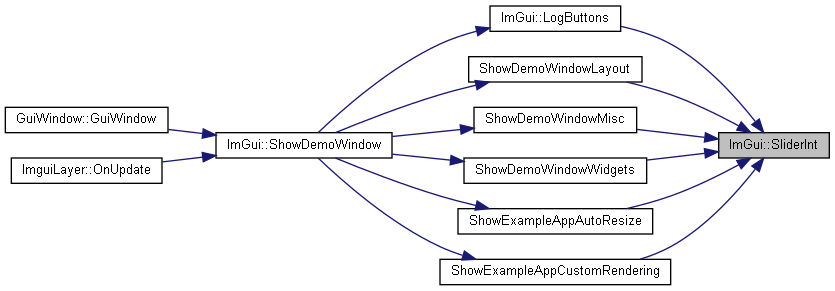 ImGui::LogButtons
ShowDemoWindowLayout
GuiWindow::GuiWindow
ShowDemoWindowMisc
ImGui::ShowDemoWindow
ImGui::SliderInt
ImguiLayer::OnUpdate
ShowDemoWindowWidgets
ShowExampleAppAutoResize
ShowExampleAppCustomRendering